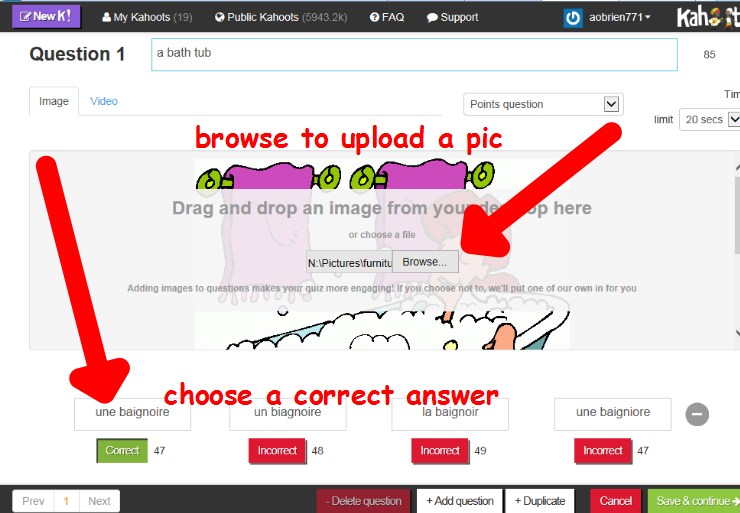 New K! My Kahoots (19) Public Kahoots (5943.2k) FAQ Support aobrien771 Kahoot
Question 1 a bath tub 85
Image Video Points question Tim
limit 20 secs
browse to upload a pic
Drag and drop an image from your desktop here
or choose a file
N:\Pictures\furnitu Browse...
Adding images to questions makes your quiz more engaging! If you choose not to, we'll put one of our own in for you
choose a correct answer
une baignoire un biagnoire la baignoir une baigniore
Correct 47 Incorrect 48 Incorrect 49 Incorrect 47
Prev 1 Next - Delete question + Add question + Duplicate Cancel Save & continue